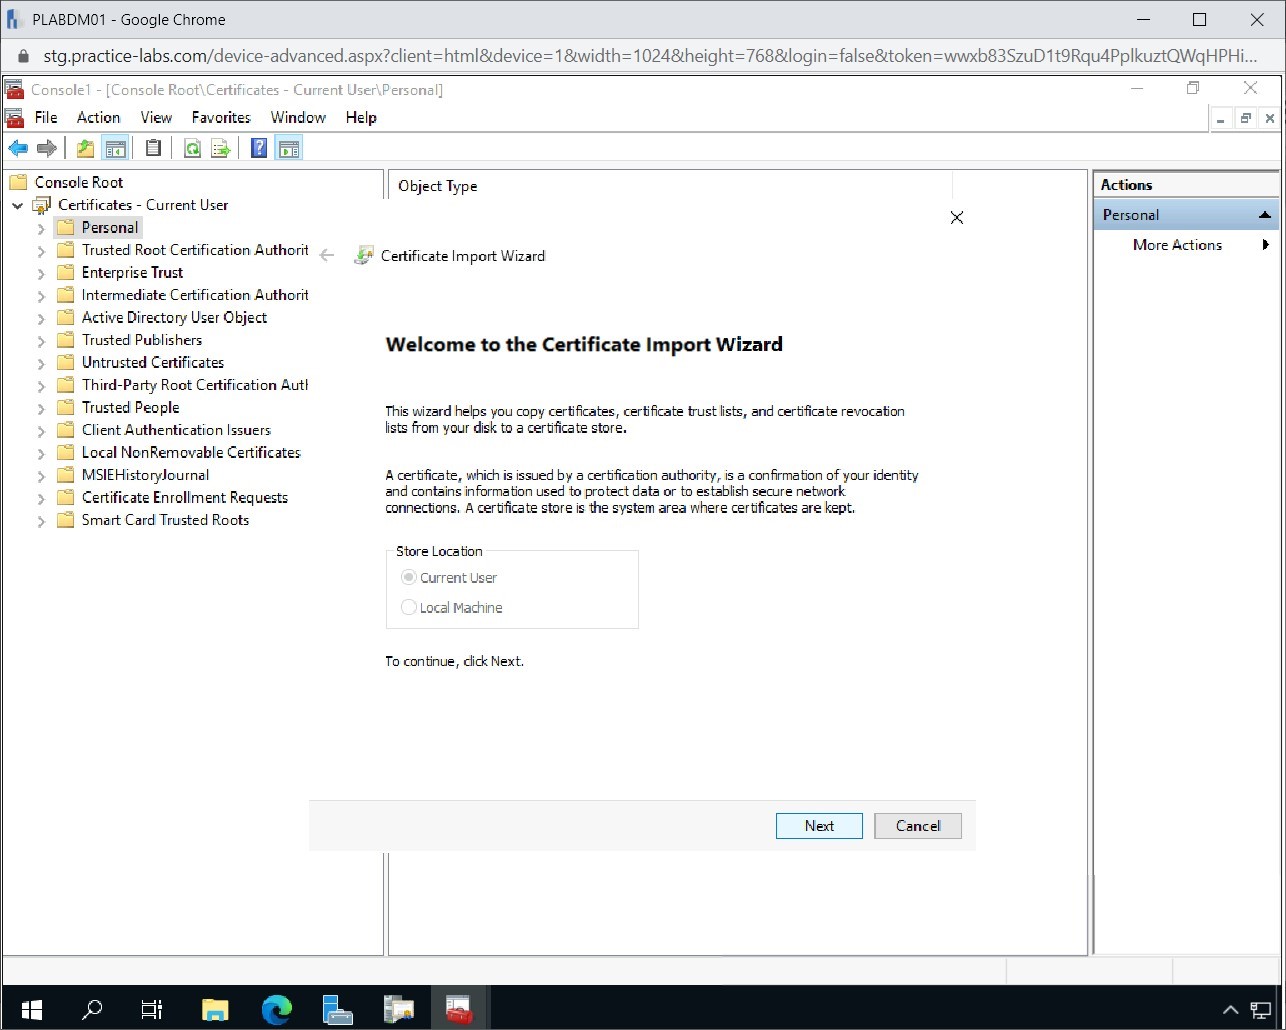 PLABDM01 - Google Chrome
stg.practice-labs.com/device-advanced.aspx?client=html&device=1&width=1024&height=768&login=false&token=wwxb83SzuD1t9Rqu4PplkuztQWqHPHi...
Console1 - [Console Root\Certificates - Current User\Personal]
File Action View Favorites Window Help
Console Root
Certificates - Current User
Personal
Trusted Root Certification Authorit
Enterprise Trust
Intermediate Certification Authorit
Active Directory User Object
Trusted Publishers
Untrusted Certificates
Third-Party Root Certification Auth
Trusted People
Client Authentication Issuers
Local NonRemovable Certificates
MSIEHistoryJournal
Certificate Enrollment Requests
Smart Card Trusted Roots
Object Type
Certificate Import Wizard
Welcome to the Certificate Import Wizard
This wizard helps you copy certificates, certificate trust lists, and certificate revocation
lists from your disk to a certificate store.
A certificate, which is issued by a certification authority, is a confirmation of your identity
and contains information used to protect data or to establish secure network
connections. A certificate store is the system area where certificates are kept.
Store Location
Current User
Local Machine
To continue, click Next.
Next Cancel
Actions
Personal
More Actions